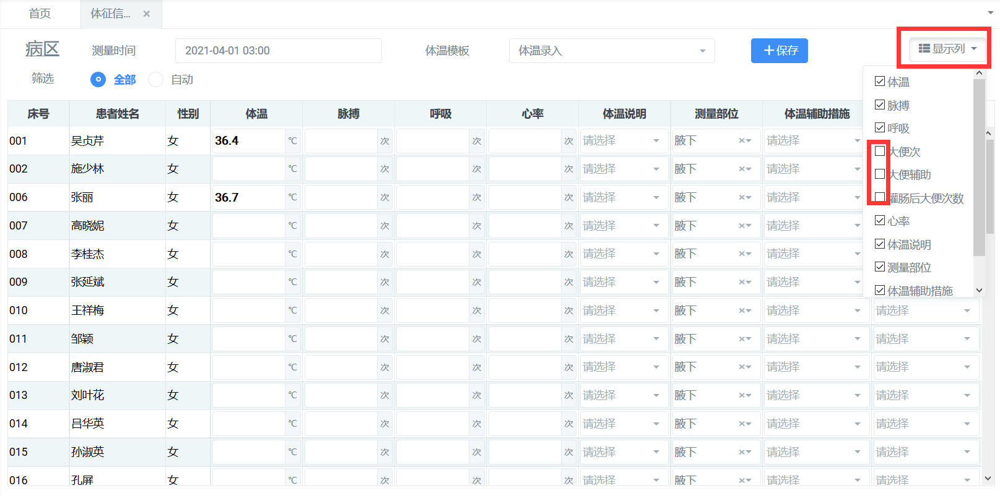 首页 体征信... ×
病区 测量时间 2021-04-01 03:00 体温模板 体温录入 保存 显示列
筛选 全部 自动
体温
脉搏
呼吸
大便次
大便辅助
灌肠后大便次数
心率
体温说明
测量部位
体温辅助措施
床号 患者姓名 性别 体温 脉搏 呼吸 心率 体温说明 测量部位 体温辅助措施
001 吴贞芹 女 36.4 ℃ 次 次 次 请选择 腋下 × 请选择
002 施少林 女 ℃ 次 次 次 请选择 腋下 × 请选择
006 张丽 女 36.7 ℃ 次 次 次 请选择 腋下 × 请选择
007 高晓妮 女 ℃ 次 次 次 请选择 腋下 × 请选择
008 李桂杰 女 ℃ 次 次 次 请选择 腋下 × 请选择
009 张延斌 女 ℃ 次 次 次 请选择 腋下 × 请选择
010 王祥梅 女 ℃ 次 次 次 请选择 腋下 × 请选择 请选择
011 邹颖 女 ℃ 次 次 次 请选择 腋下 × 请选择 请选择
012 唐淑君 女 ℃ 次 次 次 请选择 腋下 × 请选择 请选择
013 刘叶花 女 ℃ 次 次 次 请选择 腋下 × 请选择 请选择
014 吕华英 女 ℃ 次 次 次 请选择 腋下 × 请选择 请选择
015 孙淑英 女 ℃ 次 次 次 请选择 腋下 × 请选择 请选择
016 孔屏 女 ℃ 次 次 次 请选择 腋下 × 请选择 请选择